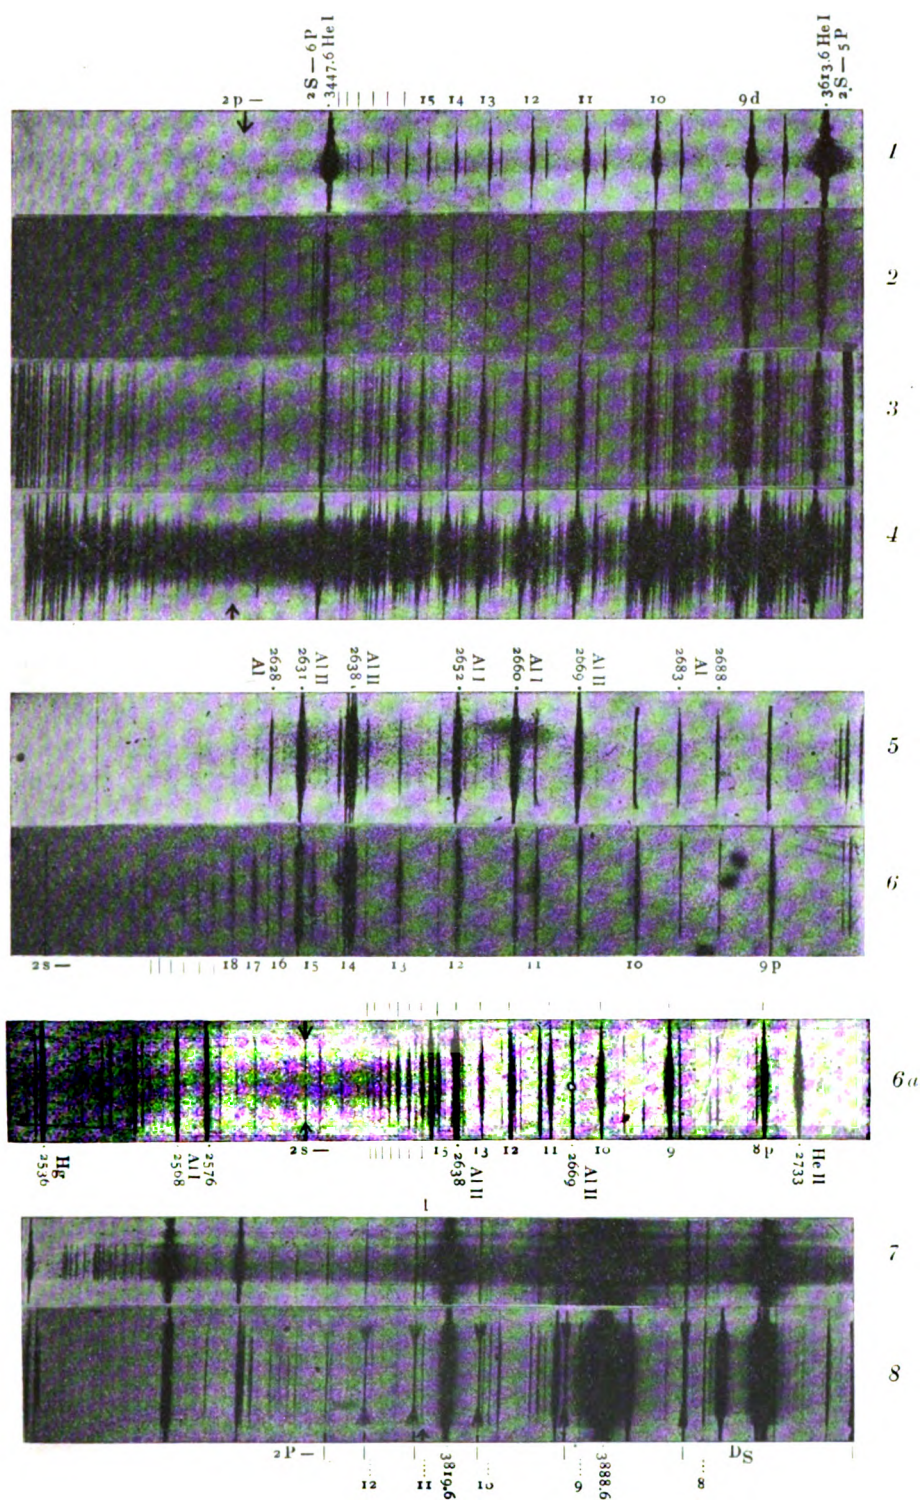 2S — 6P
3447.6 He I
3613.6 He I
2S — 5P
2p — 15 14 13 12 11 10 9d
1
2
3
4
2628 Al
2631 Al II
2638 Al II
2652 Al I
2660 Al I
2669 Al II
2683 Al
2688
5
6
2s — 18 17 16 15 14 13 12 11 10 9p
6a
2s — 15 13 12 11 10 9 8p
2536 Hg
2568 Al I
2576
2638 Al II
2669 Al II
2733 He II
1
7
8
2P — DS
12 11 3819.6 10 9 3888.6 8